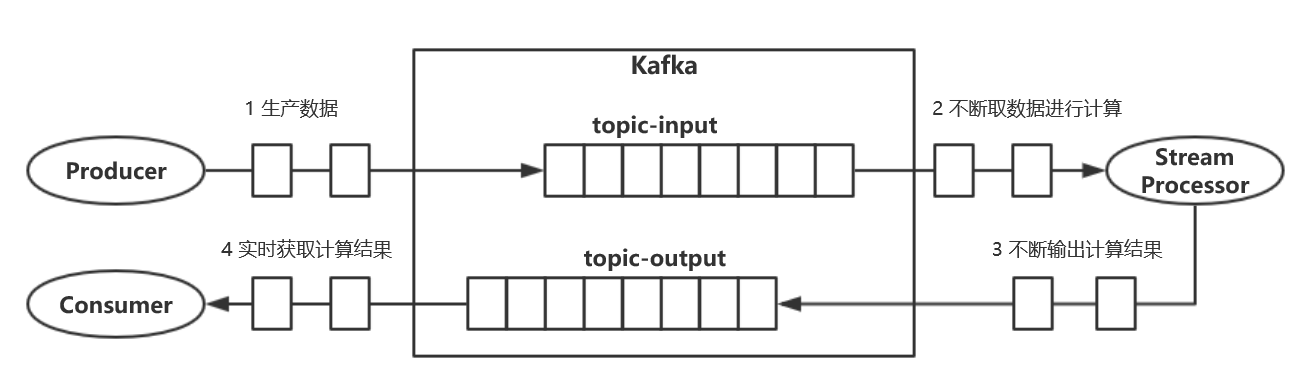 Kafka
1 生产数据
topic-input
2 不断取数据进行计算
Producer
Stream
Processor
4 实时获取计算结果
topic-output
3 不断输出计算结果
Consumer